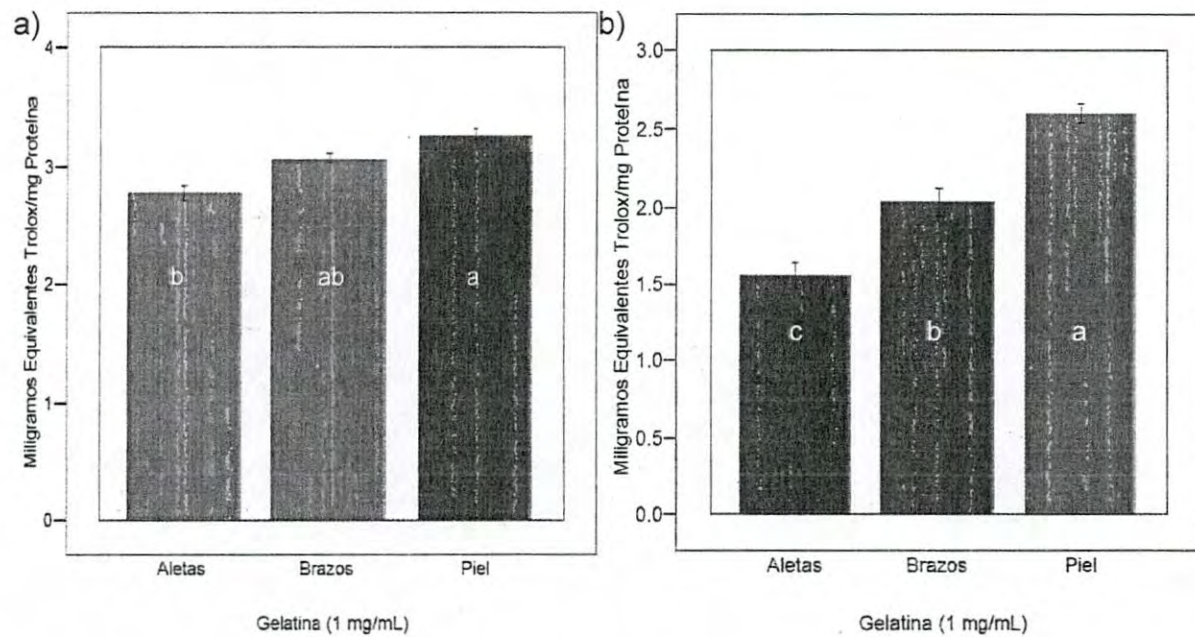 a)
Miligramos Equivalentes Trolox/mg Proteína
4
3
2
1
0
b
ab
a
Aletas
Brazos
Piel
Gelatina (1 mg/mL)
b)
Miligramos Equivalentes Trolox/mg Proteína
3.0
2.5
2.0
1.5
1.0
0.5
0.0
c
b
a
Aletas
Brazos
Piel
Gelatina (1 mg/mL)